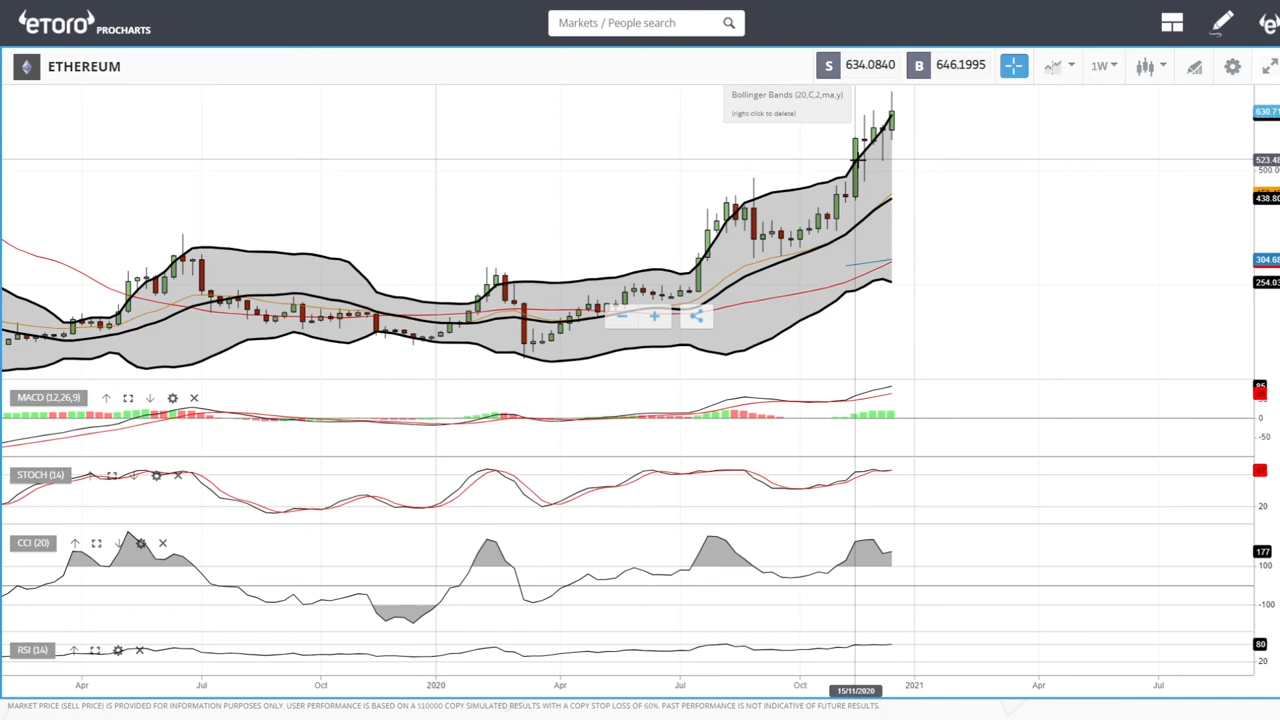 eToro PROCHARTS
Markets / People search
ETHEREUM
S 634.0840 B 646.1995 1W
Bollinger Bands (20,C,2,ma,y)
(right click to delete)
630.71
523.48
500.0
438.80
304.68
254.03
MACD (12,26,9)
0
-50
STOCH (14)
20
CCI (20)
177
100
-100
RSI (14)
80
20
Apr Jul Oct 2020 Apr Jul Oct 2021 Apr Jul
15/11/2020
MARKET PRICE (SELL PRICE) IS PROVIDED FOR INFORMATION PURPOSES ONLY. USER PERFORMANCE IS BASED ON A $10000 COPY SIMULATED RESULTS WITH A COPY STOP LOSS OF 60%. PAST PERFORMANCE IS NOT INDICATIVE OF FUTURE RESULTS.